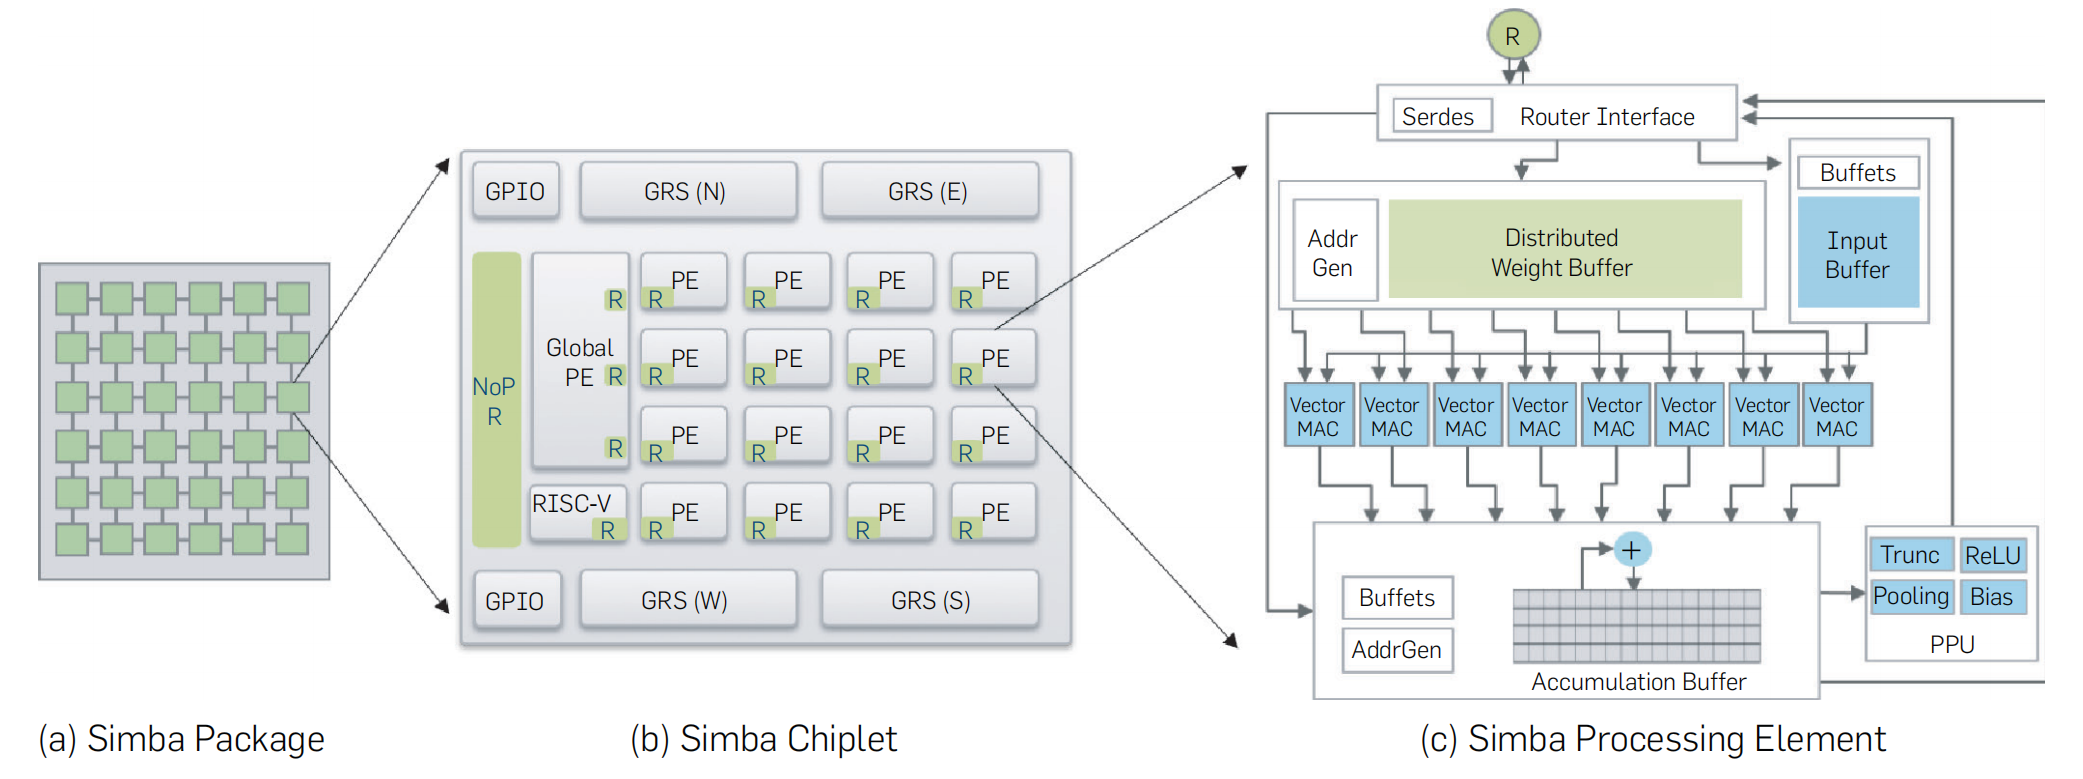 R
Serdes
Router Interface
GPIO
GRS (N)
GRS (E)
Buffets
Addr
Gen
Distributed
Weight Buffer
Input
Buffer
NoP
R
Global
PE
R
R
R
RISC-V
R
PE
R
PE
R
PE
R
PE
R
PE
R
PE
R
PE
R
PE
R
PE
R
PE
R
PE
R
PE
R
PE
R
PE
R
PE
R
PE
R
Vector
MAC
Vector
MAC
Vector
MAC
Vector
MAC
Vector
MAC
Vector
MAC
Vector
MAC
Vector
MAC
GPIO
GRS (W)
GRS (S)
Buffets
AddrGen
+
Accumulation Buffer
Trunc
ReLU
Pooling
Bias
PPU
(a) Simba Package
(b) Simba Chiplet
(c) Simba Processing Element